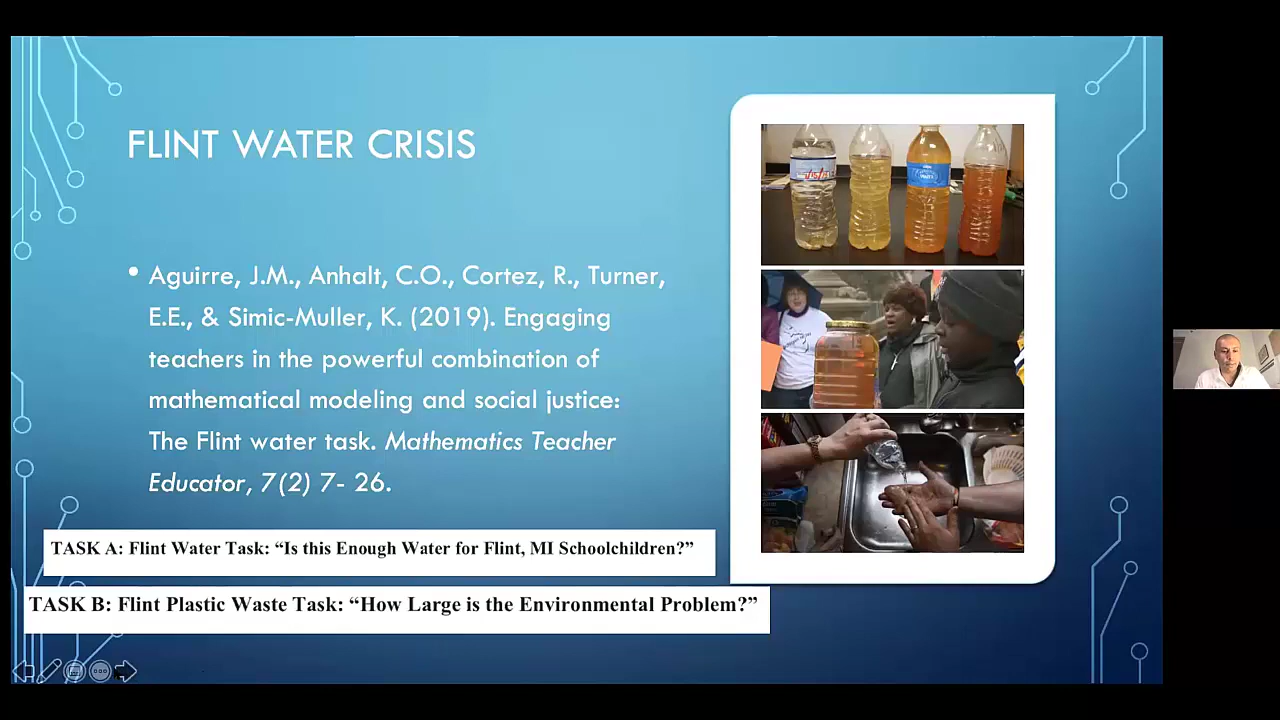 FLINT WATER CRISIS
• Aguirre, J.M., Anhalt, C.O., Cortez, R., Turner,
E.E., & Simic-Muller, K. (2019). Engaging
teachers in the powerful combination of
mathematical modeling and social justice:
The Flint water task. Mathematics Teacher
Educator, 7(2) 7- 26.
TASK A: Flint Water Task: “Is this Enough Water for Flint, MI Schoolchildren?”
TASK B: Flint Plastic Waste Task: “How Large is the Environmental Problem?”